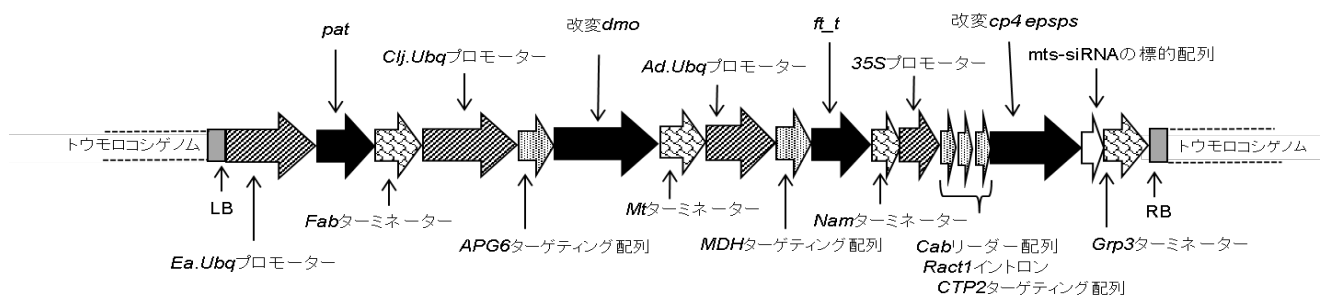 pat
Clj.Ubqプロモーター
改変dmo
Ad.Ubqプロモーター
ft_t
35Sプロモーター
改変cp4 epsps
mts-siRNAの標的配列
トウモロコシゲノム
トウモロコシゲノム
LB
Ea.Ubqプロモーター
Fabターミネーター
APG6ターゲティング配列
Mtターミネーター
MDHターゲティング配列
Namターミネーター
Cabリーダー配列
Ract1イントロン
CTP2ターゲティング配列
Grp3ターミネーター
RB